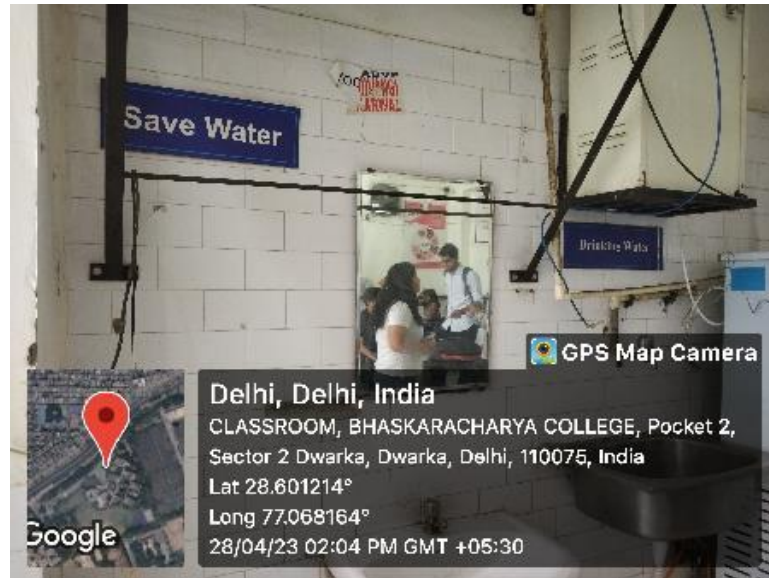 Save Water
Drinking Water
GPS Map Camera
Delhi, Delhi, India
CLASSROOM, BHASKARACHARYA COLLEGE, Pocket 2,
Sector 2 Dwarka, Dwarka, Delhi, 110075, India
Lat 28.601214°
Long 77.068164°
28/04/23 02:04 PM GMT +05:30
Google